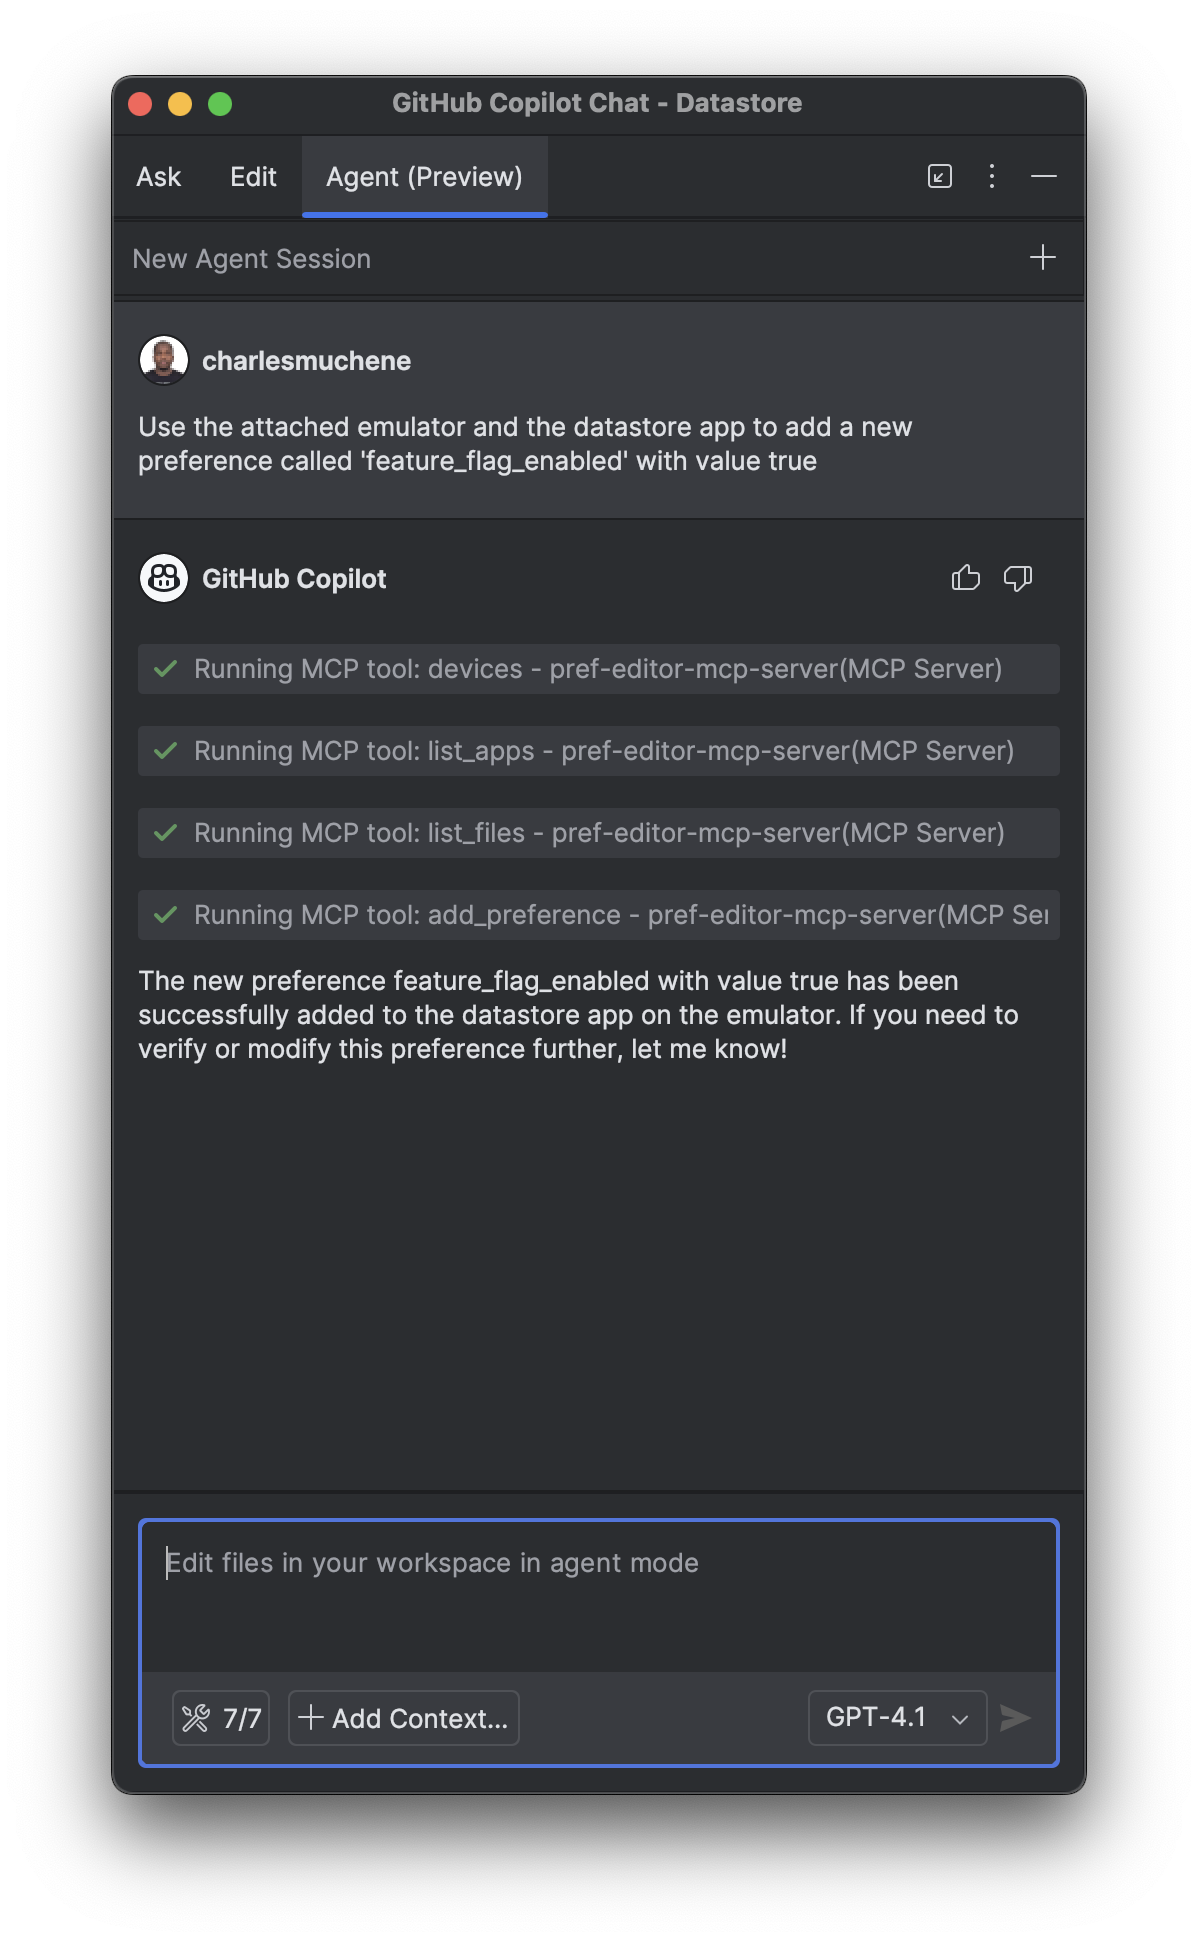 GitHub Copilot Chat - Datastore
Ask Edit Agent (Preview)
New Agent Session
charlesmuchene
Use the attached emulator and the datastore app to add a new
preference called 'feature_flag_enabled' with value true
GitHub Copilot
Running MCP tool: devices - pref-editor-mcp-server(MCP Server)
Running MCP tool: list_apps - pref-editor-mcp-server(MCP Server)
Running MCP tool: list_files - pref-editor-mcp-server(MCP Server)
Running MCP tool: add_preference - pref-editor-mcp-server(MCP Ser
The new preference feature_flag_enabled with value true has been
successfully added to the datastore app on the emulator. If you need to
verify or modify this preference further, let me know!
Edit files in your workspace in agent mode
7/7 Add Context... GPT-4.1